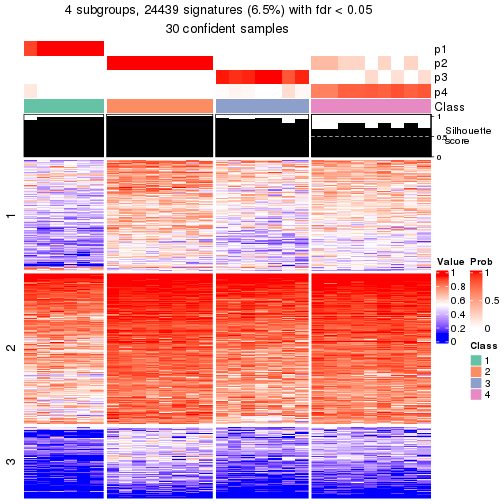 4 subgroups, 24439 signatures (6.5%) with fdr < 0.05
30 confident samples
p1
p2
p3
p4
Class
1
0.5
0
Silhouette
score
1
2
3
Value
1
0.8
0.6
0.4
0.2
0
Prob
1
0.5
0
Class
1
2
3
4